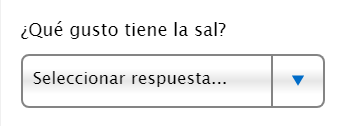 ¿Qué gusto tiene la sal?
Seleccionar respuesta...